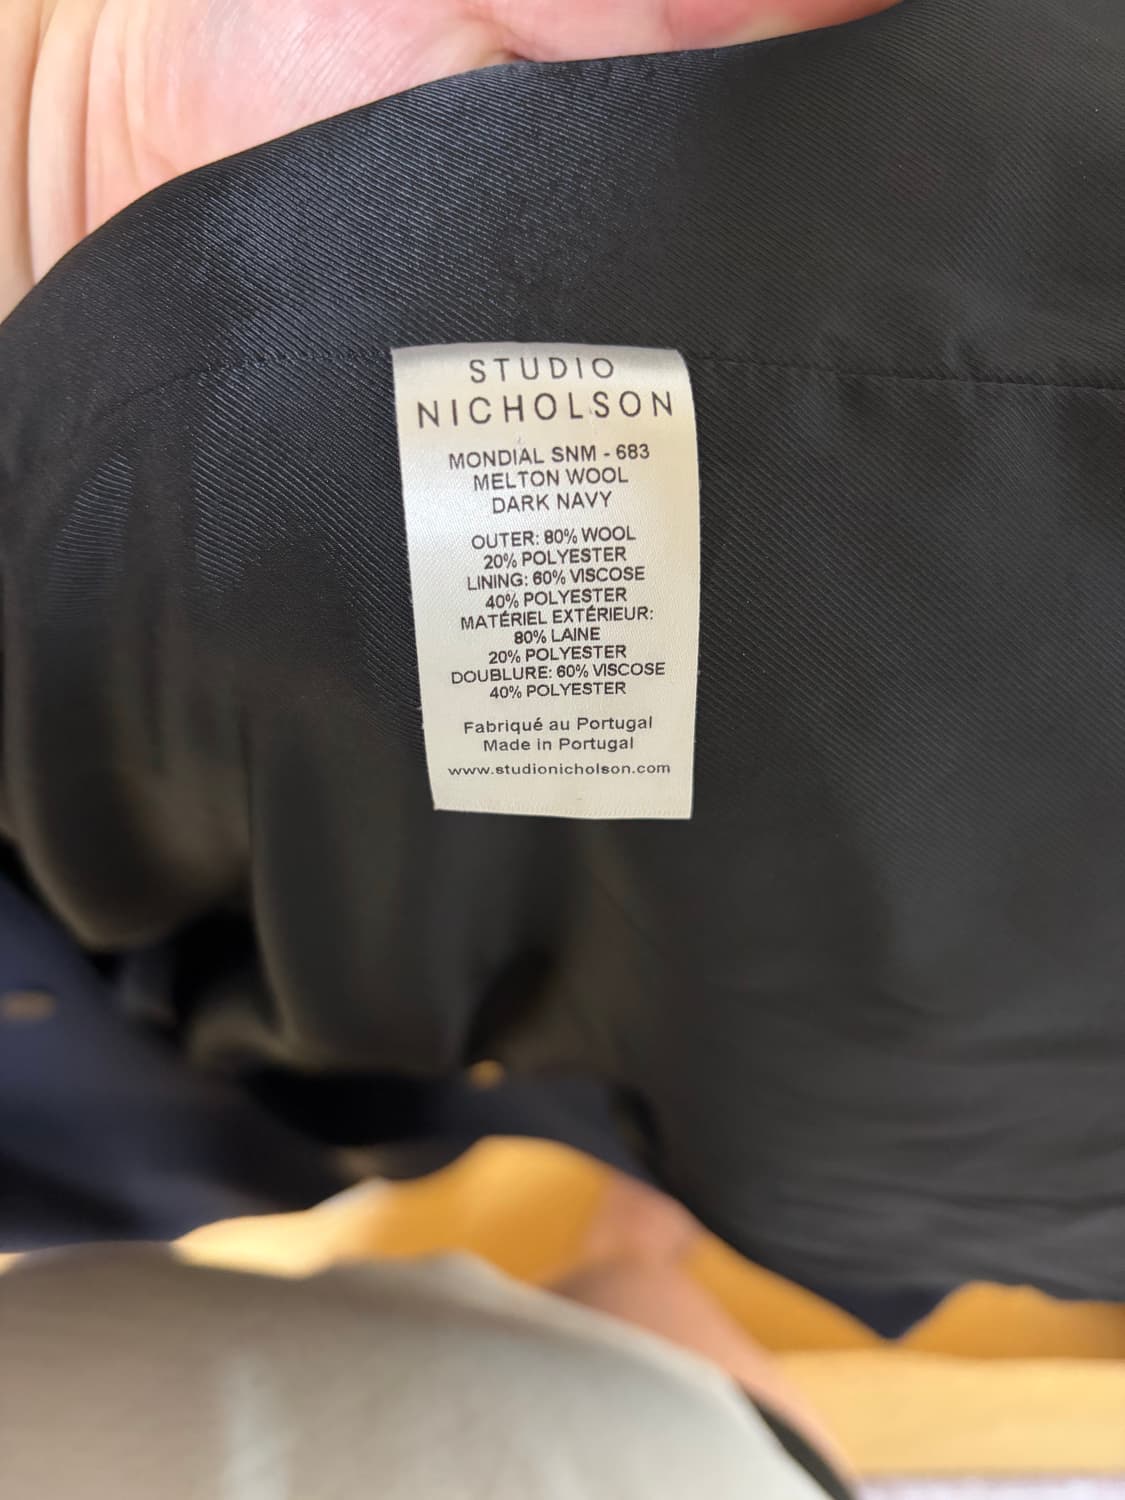 STUDIO
NICHOLSON
MONDIAL SNM - 683
MELTON WOOL
DARK NAVY
OUTER: 80% WOOL
20% POLYESTER
LINING: 60% VISCOSE
40% POLYESTER
MATÉRIEL EXTÉRIEUR:
80% LAINE
20% POLYESTER
DOUBLURE: 60% VISCOSE
40% POLYESTER
Fabriqué au Portugal
Made in Portugal
www.studionicholson.com